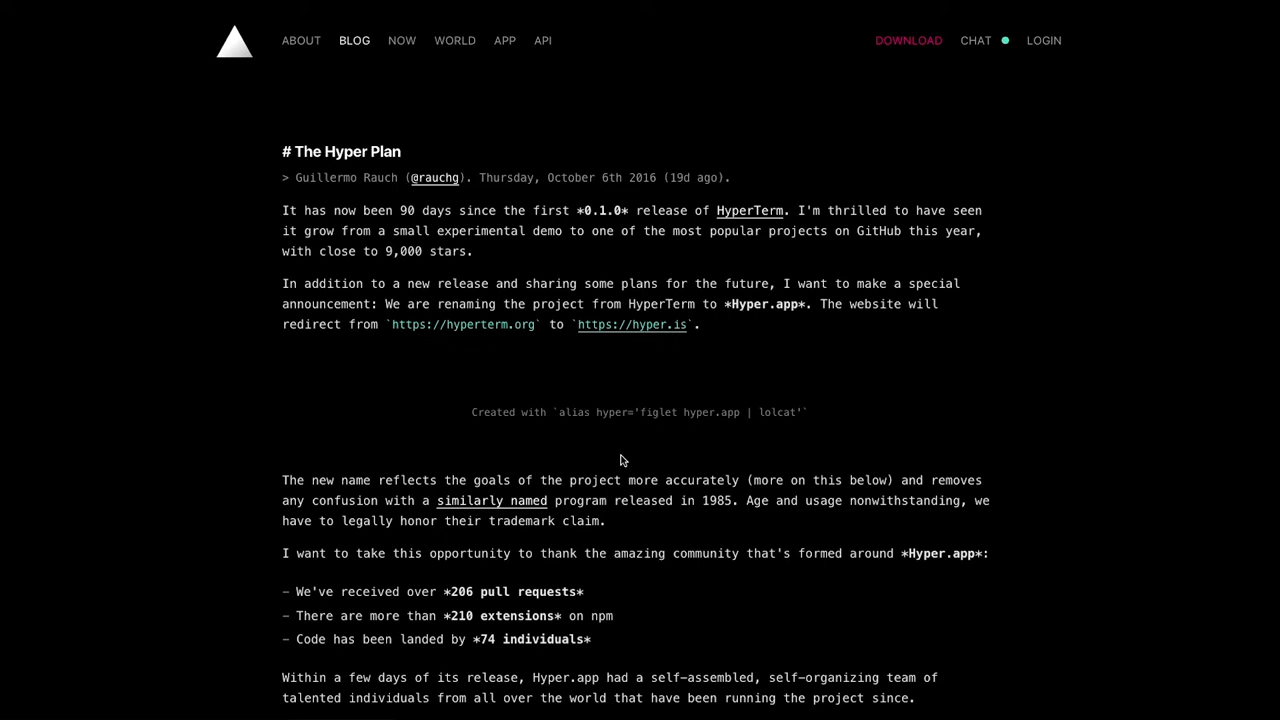 ABOUT BLOG NOW WORLD APP API DOWNLOAD CHAT LOGIN
# The Hyper Plan
> Guillermo Rauch (@rauchg). Thursday, October 6th 2016 (19d ago).
It has now been 90 days since the first *0.1.0* release of HyperTerm. I'm thrilled to have seen
it grow from a small experimental demo to one of the most popular projects on GitHub this year,
with close to 9,000 stars.
In addition to a new release and sharing some plans for the future, I want to make a special
announcement: We are renaming the project from HyperTerm to *Hyper.app*. The website will
redirect from `https://hyperterm.org` to `https://hyper.is`.
Created with `alias hyper='figlet hyper.app | lolcat'`
The new name reflects the goals of the project more accurately (more on this below) and removes
any confusion with a similarly named program released in 1985. Age and usage nonwithstanding, we
have to legally honor their trademark claim.
I want to take this opportunity to thank the amazing community that's formed around *Hyper.app*:
– We've received over *206 pull requests*
– There are more than *210 extensions* on npm
– Code has been landed by *74 individuals*
Within a few days of its release, Hyper.app had a self-assembled, self-organizing team of
talented individuals from all over the world that have been running the project since.